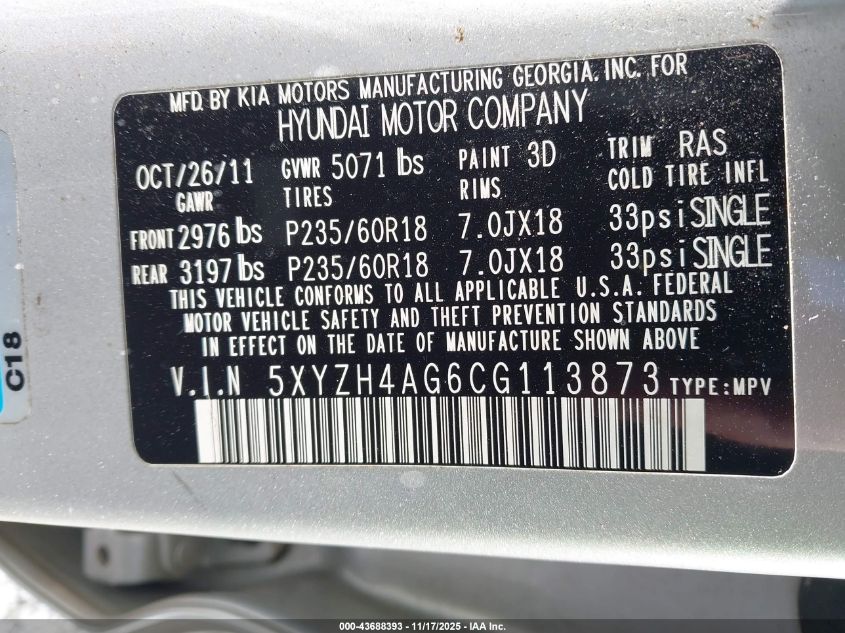 MFD. BY KIA MOTORS MANUFACTURING GEORGIA. INC. FOR
HYUNDAI MOTOR COMPANY
OCT/26/11 GVWR 5071 lbs PAINT 3D TRIM RAS
GAWR TIRES RIMS COLD TIRE INFL
FRONT 2976 lbs P235/60R18 7.0JX18 33psi SINGLE
REAR 3197 lbs P235/60R18 7.0JX18 33psi SINGLE
THIS VEHICLE CONFORMS TO ALL APPLICABLE U.S.A. FEDERAL
MOTOR VEHICLE SAFETY AND THEFT PREVENTION STANDARDS
IN EFFECT ON THE DATE OF MANUFACTURE SHOWN ABOVE
V.I.N 5XYZH4AG6CG113873 TYPE:MPV
C18
000-43688393 - 11/17/2025 - IAA Inc.